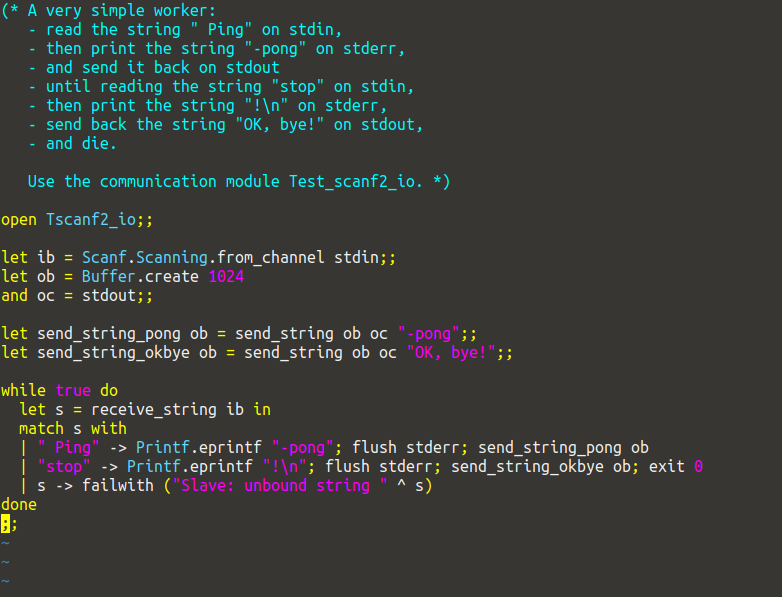 (* A very simple worker:
   - read the string " Ping" on stdin,
   - then print the string "-pong" on stderr,
   - and send it back on stdout
   - until reading the string "stop" on stdin,
   - then print the string "!\n" on stderr,
   - send back the string "OK, bye!" on stdout,
   - and die.

   Use the communication module Test_scanf2_io. *)

open Tscanf2_io;;

let ib = Scanf.Scanning.from_channel stdin;;
let ob = Buffer.create 1024
and oc = stdout;;

let send_string_pong ob = send_string ob oc "-pong";;
let send_string_okbye ob = send_string ob oc "OK, bye!";;

while true do
  let s = receive_string ib in
  match s with
  | " Ping" -> Printf.eprintf "-pong"; flush stderr; send_string_pong ob
  | "stop" -> Printf.eprintf "!\n"; flush stderr; send_string_okbye ob; exit 0
  | s -> failwith ("Slave: unbound string " ^ s)
done
;;
~
~
~